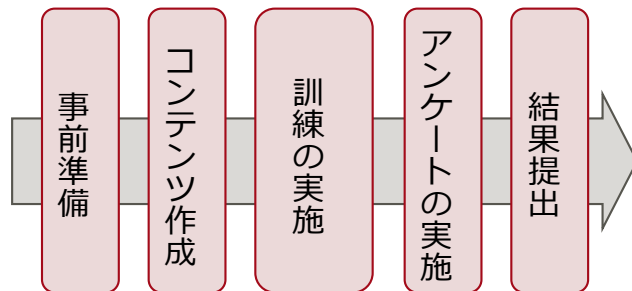 事前準備
コンテンツ作成
訓練の実施
アンケートの実施
結果提出